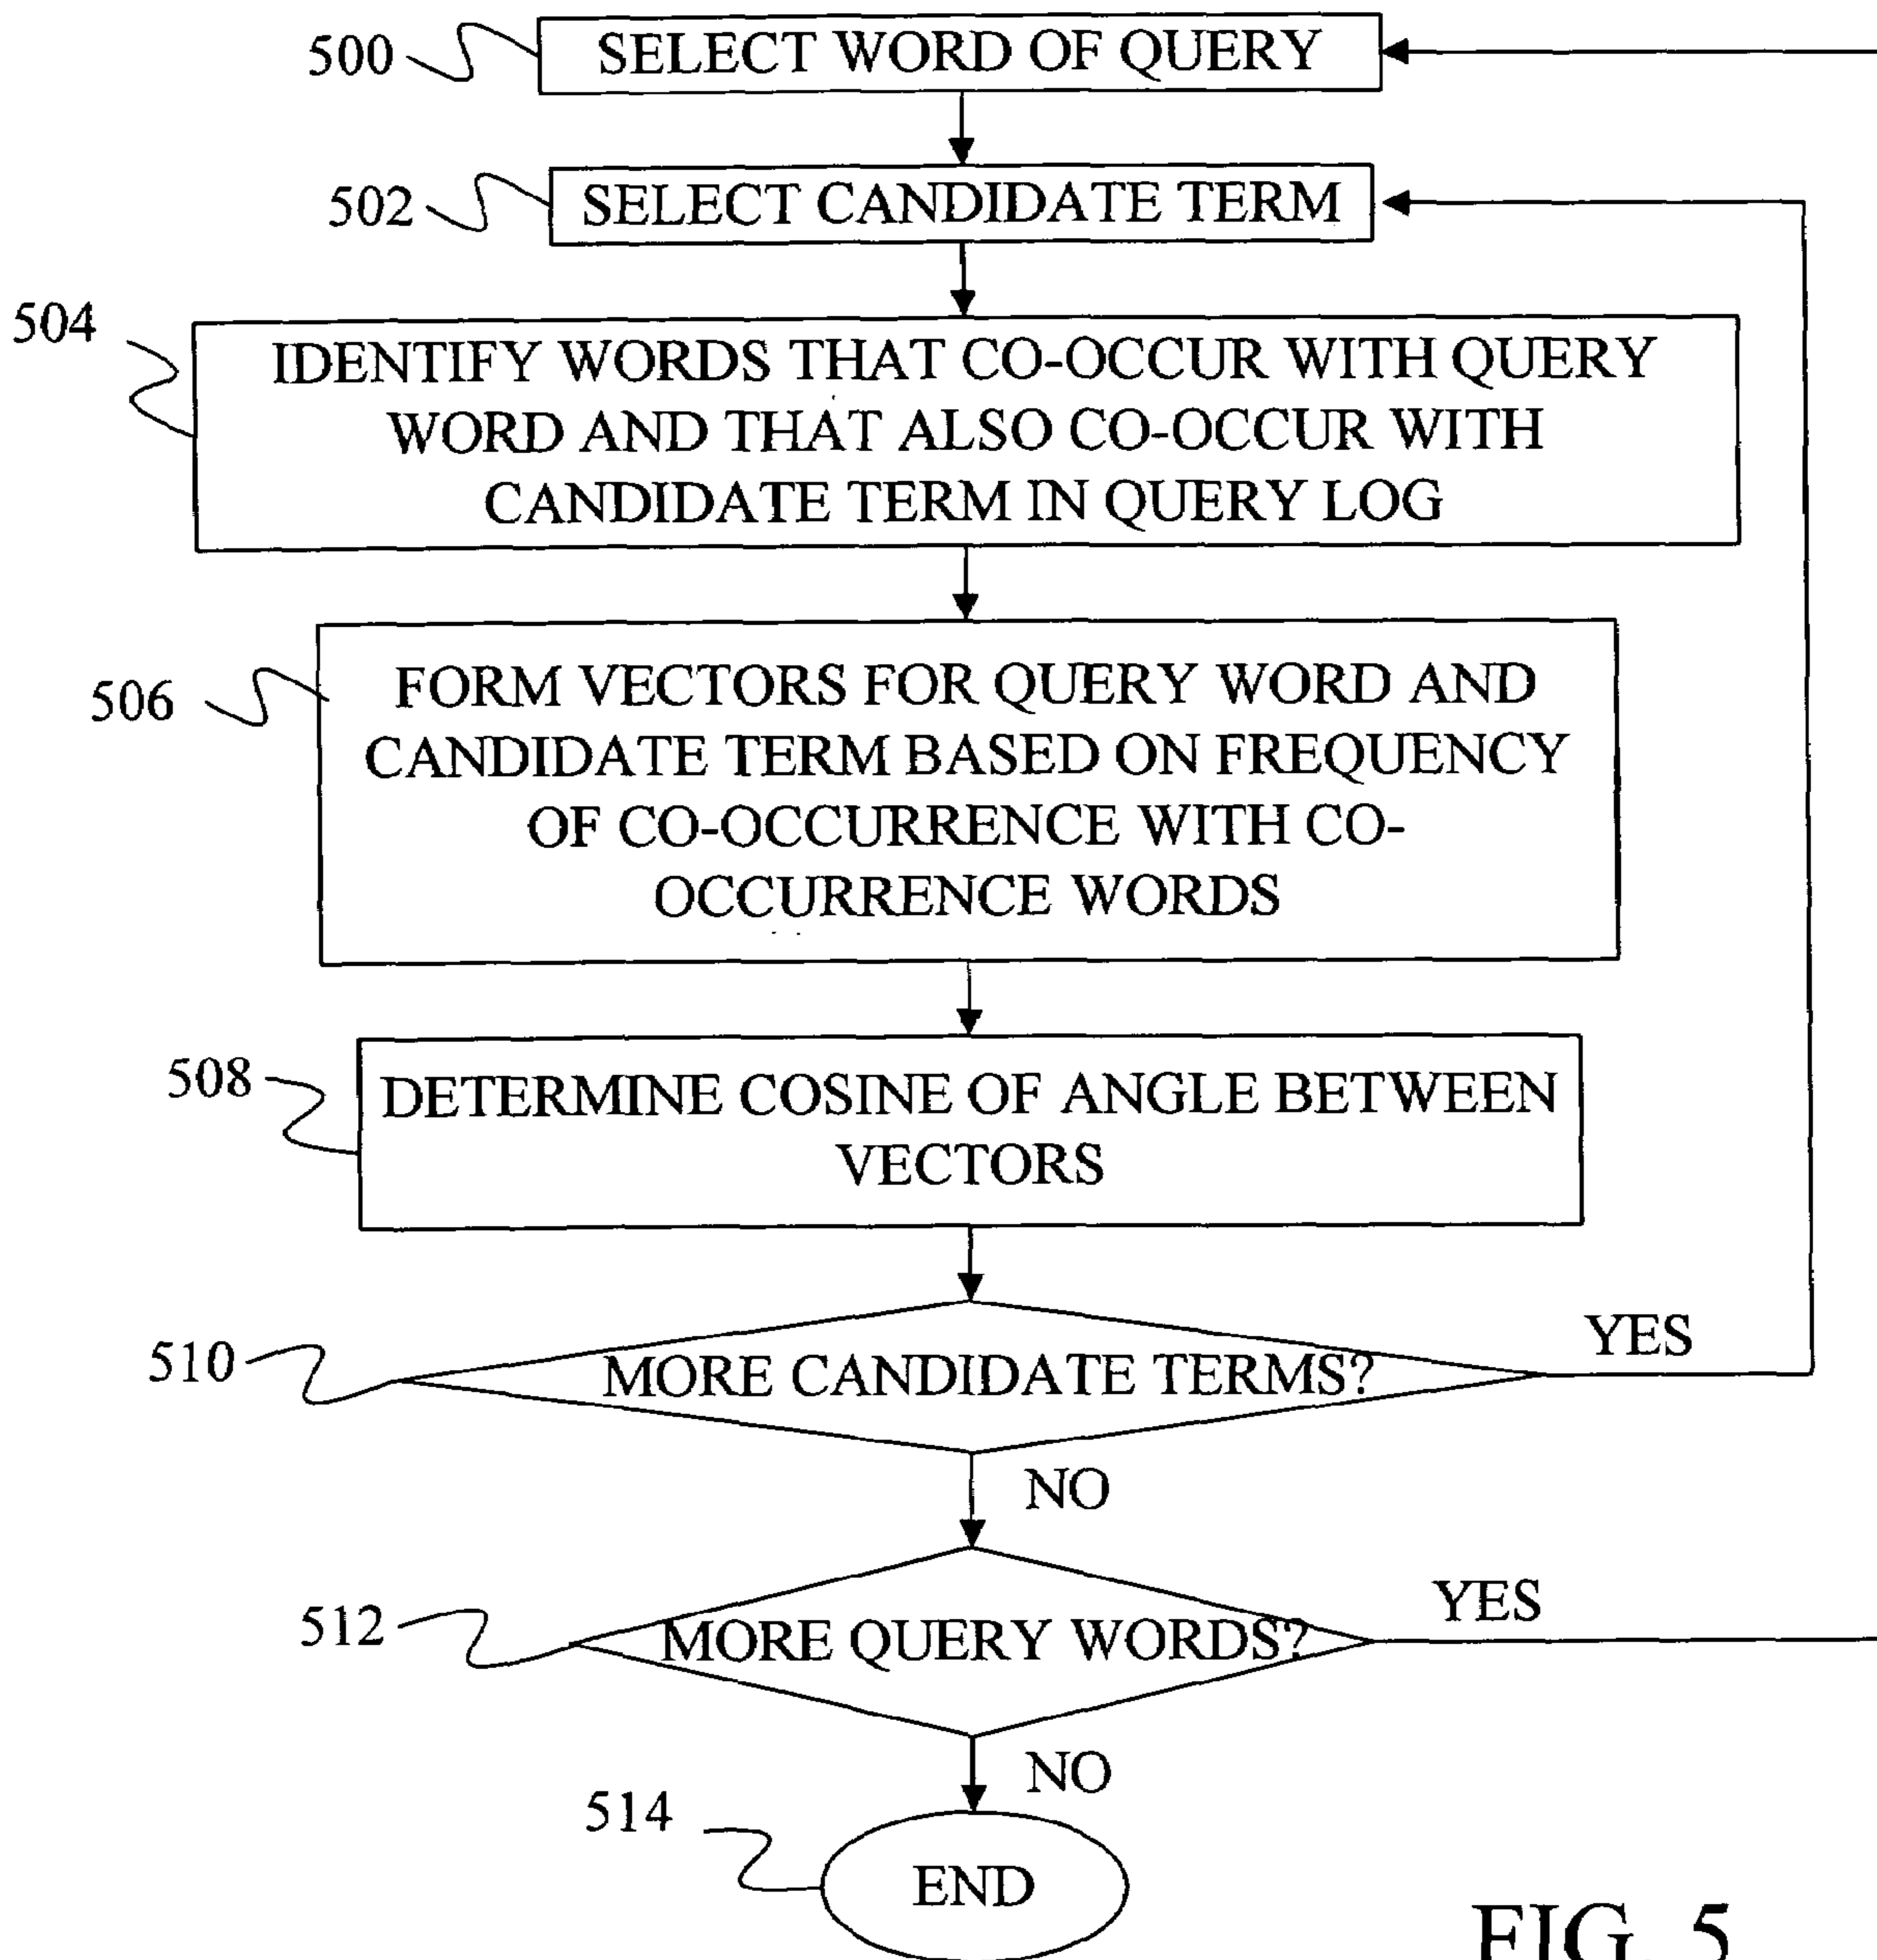 500
SELECT WORD OF QUERY
502
SELECT CANDIDATE TERM
504
IDENTIFY WORDS THAT CO-OCCUR WITH QUERY
WORD AND THAT ALSO CO-OCCUR WITH
CANDIDATE TERM IN QUERY LOG
506
FORM VECTORS FOR QUERY WORD AND
CANDIDATE TERM BASED ON FREQUENCY
OF CO-OCCURRENCE WITH CO-
OCCURRENCE WORDS
508
DETERMINE COSINE OF ANGLE BETWEEN
VECTORS
510
MORE CANDIDATE TERMS?
YES
NO
512
MORE QUERY WORDS?
YES
NO
514
END
FIG. 5